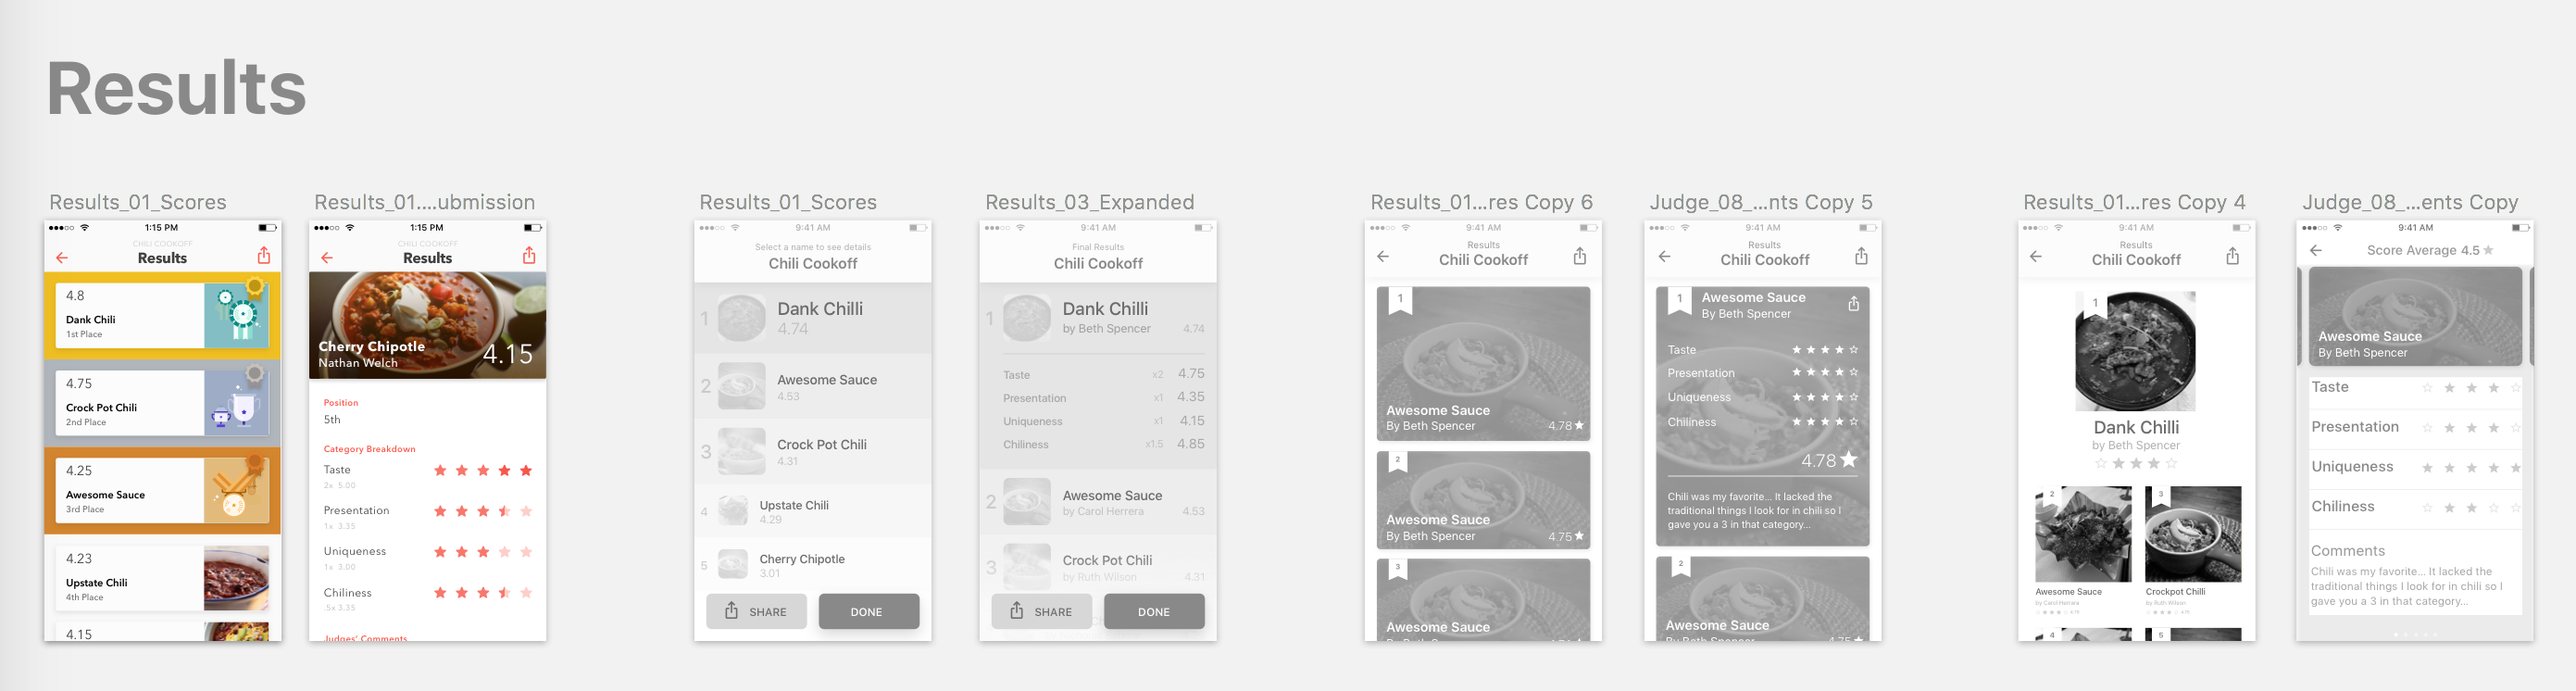 Results
Results_01_Scores
1:15 PM
CHILI COOKOFF
Results
4.8
Dank Chili
1st Place
4.75
Crock Pot Chili
2nd Place
4.25
Awesome Sauce
3rd Place
4.23
Upstate Chili
4th Place
4.15
Results_01....ubmission
1:15 PM
CHILI COOKOFF
Results
Cherry Chipotle
Nathan Welch
4.15
Position
5th
Category Breakdown
Taste
2x 5.00
Presentation
1x 3.35
Uniqueness
1x 3.00
Chiliness
.5x 3.35
Judges' Comments
Results_01_Scores
9:41 AM
Select a name to see details
Chili Cookoff
1
Dank Chilli
4.74
2
Awesome Sauce
4.53
3
Crock Pot Chili
4.31
4
Upstate Chili
4.29
5
Cherry Chipotle
3.01
SHARE
DONE
Results_03_Expanded
9:41 AM
Final Results
Chili Cookoff
1
Dank Chilli
by Beth Spencer 4.74
Taste x2 4.75
Presentation x1 4.35
Uniqueness x1 4.15
Chiliness x1.5 4.85
2
Awesome Sauce
by Carol Herrera 4.53
3
Crock Pot Chili
by Ruth Wilson 4.31
SHARE
DONE
Results_01...res Copy 6
9:41 AM
Results
Chili Cookoff
1
Awesome Sauce
By Beth Spencer 4.78
2
Awesome Sauce
By Beth Spencer 4.75
3
Awesome Sauce
Judge_08_...nts Copy 5
9:41 AM
Results
Chili Cookoff
1
Awesome Sauce
By Beth Spencer
Taste
Presentation
Uniqueness
Chiliness
4.78
Chili was my favorite... It lacked the
traditional things I look for in chili so I
gave you a 3 in that category...
2
Awesome Sauce
By Beth Spencer 4.75
Results_01...res Copy 4
9:41 AM
Results
Chili Cookoff
1
Dank Chilli
by Beth Spencer
2
Awesome Sauce
by Carol Herrera
3
Crockpot Chili
by Ruth Wilson
4
5
Judge_08_...ents Copy
9:41 AM
Score Average 4.5
Awesome Sauce
By Beth Spencer
Taste
Presentation
Uniqueness
Chiliness
Comments
Chili was my favorite... It lacked the
traditional things I look for in chili so I
gave you a 3 in that category...